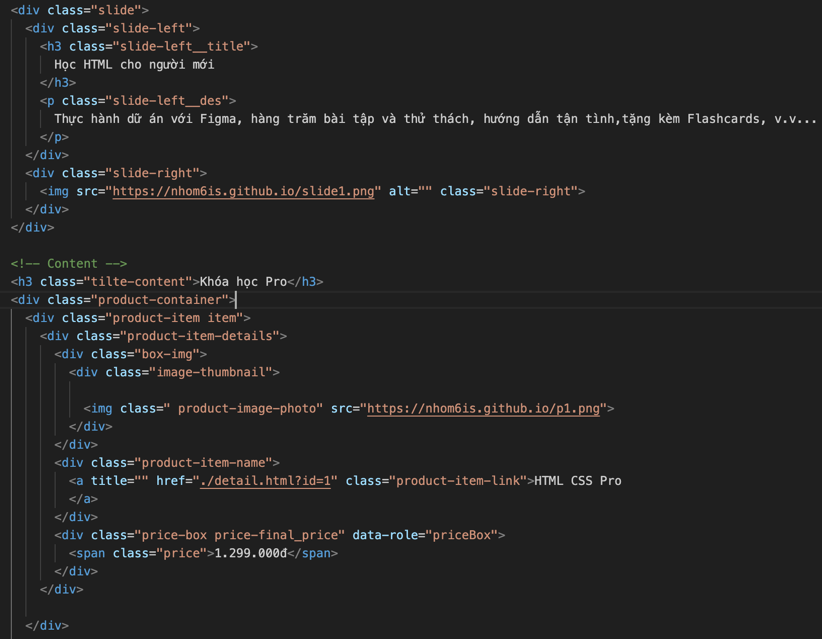 <div class="slide">
<div class="slide-left">
<h3 class="slide-left__title">
Học HTML cho người mới
</h3>
<p class="slide-left__des">
Thực hành dữ án với Figma, hàng trăm bài tập và thử thách, hướng dẫn tận tình,tặng kèm Flashcards, v.v...
</p>
</div>
<div class="slide-right">
<img src="https://nhom6is.github.io/slide1.png" alt="" class="slide-right">
</div>
</div>
<!-- Content -->
<h3 class="tilte-content">Khóa học Pro</h3>
<div class="product-container">
<div class="product-item item">
<div class="product-item-details">
<div class="box-img">
<div class="image-thumbnail">
<img class=" product-image-photo" src="https://nhom6is.github.io/p1.png">
</div>
</div>
<div class="product-item-name">
<a title="" href="./detail.html?id=1" class="product-item-link">HTML CSS Pro
</a>
</div>
<div class="price-box price-final_price" data-role="priceBox">
<span class="price">1.299.000đ</span>
</div>
</div>
</div>